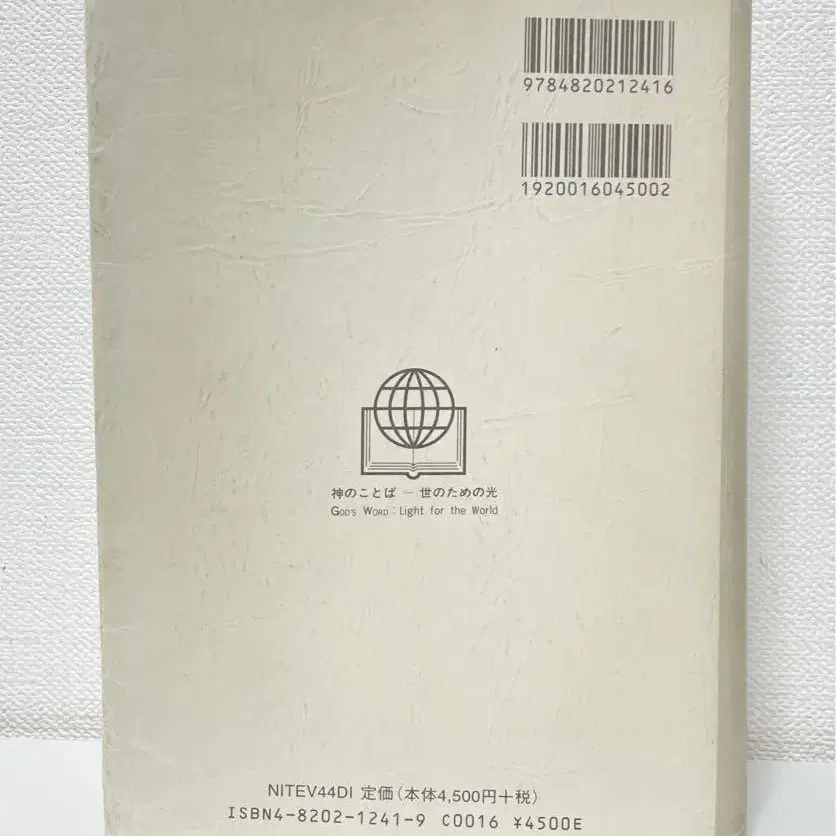 9784820212416
1920016045002
神のことば — 世のための光
GOD'S WORD : Light for the World
NITEV44DI 定価(本体4,500円+税)
ISBN4-8202-1241-9 C0016 ¥4500E